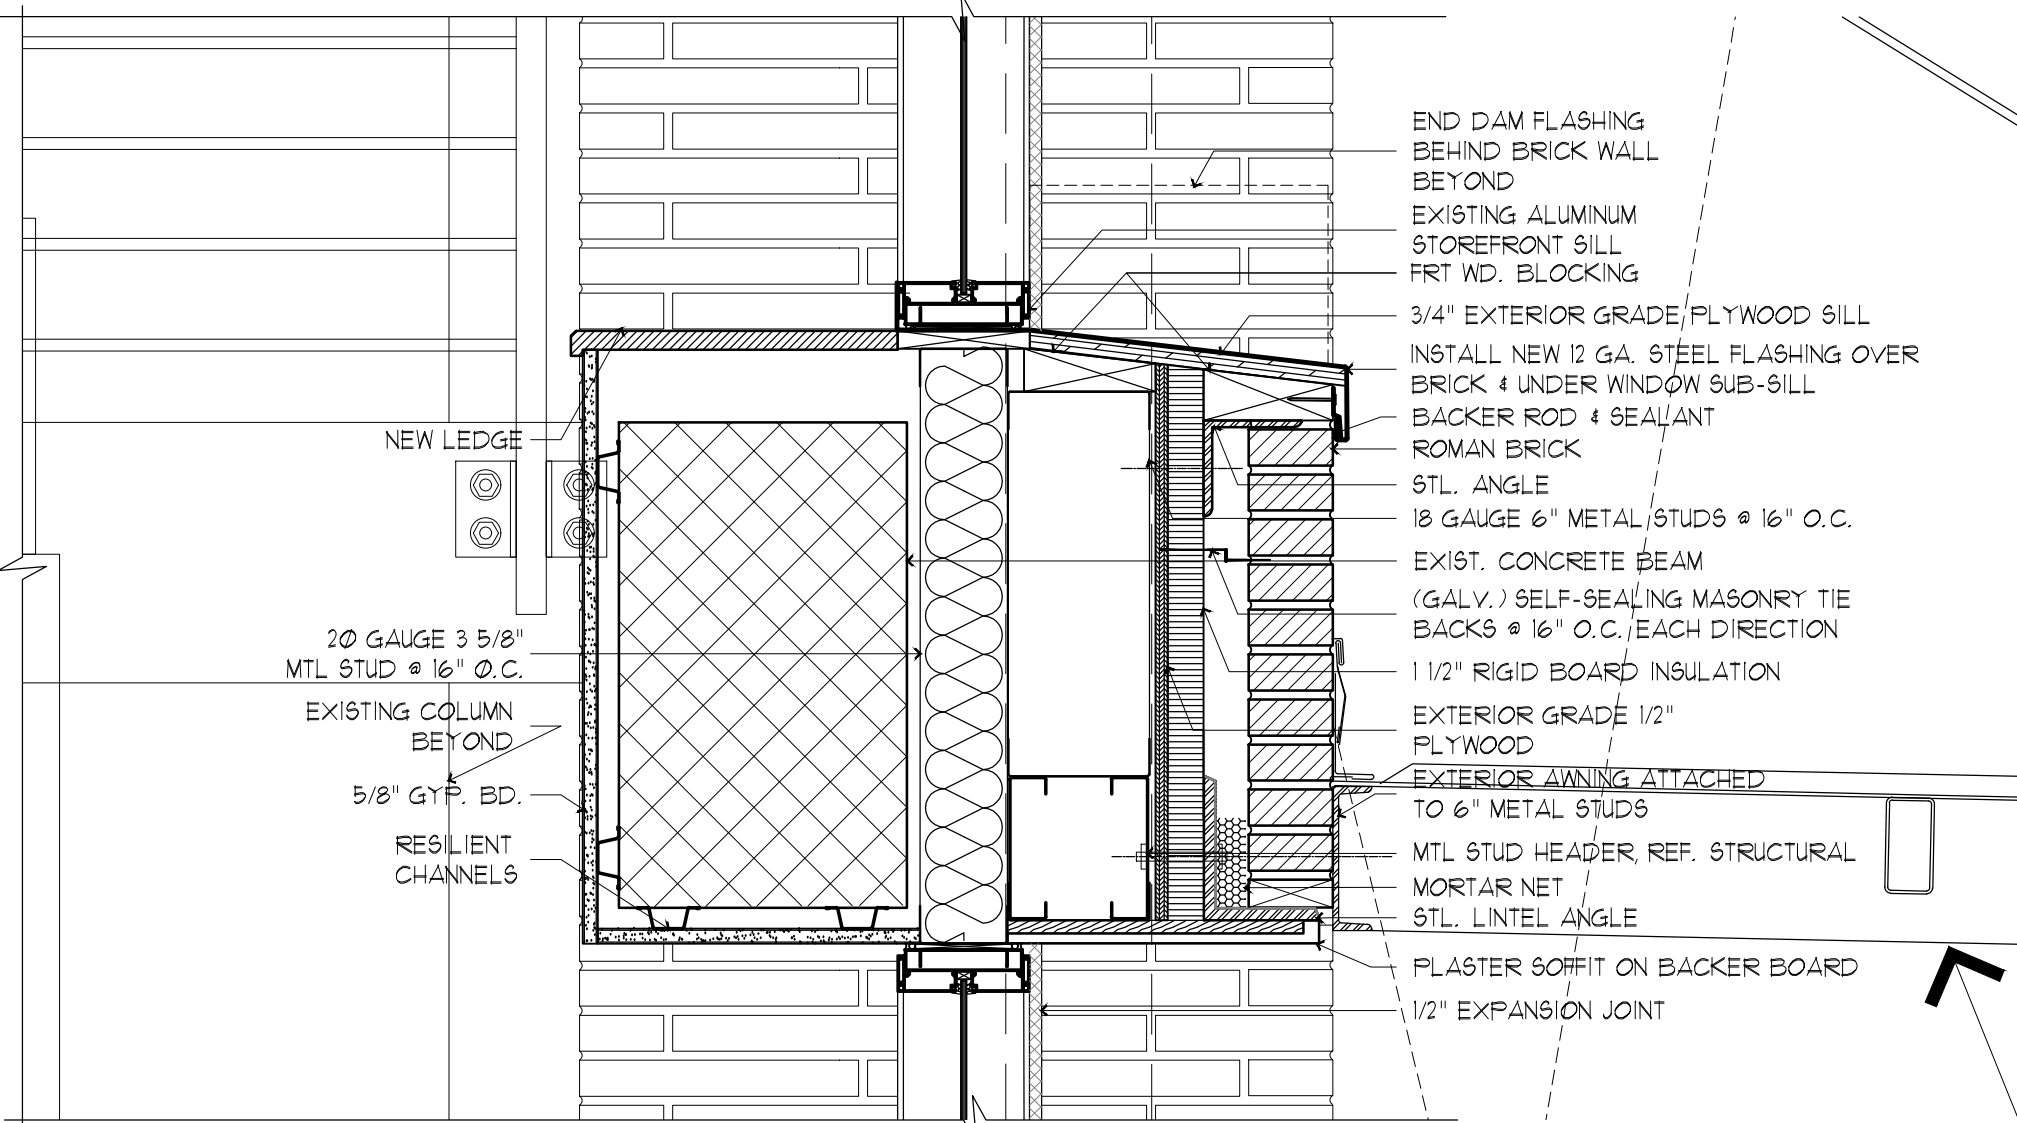 END DAM FLASHING
BEHIND BRICK WALL
BEYOND
EXISTING ALUMINUM
STOREFRONT SILL
FRT WD. BLOCKING
3/4" EXTERIOR GRADE PLYWOOD SILL
INSTALL NEW 12 GA. STEEL FLASHING OVER
BRICK & UNDER WINDOW SUB-SILL
BACKER ROD & SEALANT
ROMAN BRICK
STL. ANGLE
18 GAUGE 6" METAL STUDS @ 16" O.C.
EXIST. CONCRETE BEAM
(GALV.) SELF-SEALING MASONRY TIE
BACKS @ 16" O.C. EACH DIRECTION
1 1/2" RIGID BOARD INSULATION
EXTERIOR GRADE 1/2"
PLYWOOD
EXTERIOR AWNING ATTACHED
TO 6" METAL STUDS
MTL STUD HEADER, REF. STRUCTURAL
MORTAR NET
STL. LINTEL ANGLE
PLASTER SOFFIT ON BACKER BOARD
1/2" EXPANSION JOINT
NEW LEDGE
20 GAUGE 3 5/8"
MTL STUD @ 16" O.C.
EXISTING COLUMN
BEYOND
5/8" GYP. BD.
RESILIENT
CHANNELS